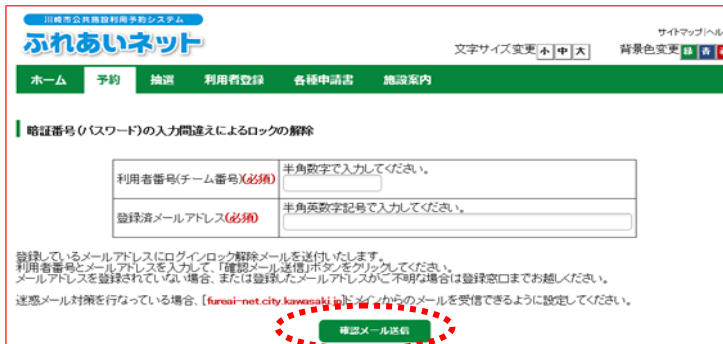 川崎市公共施設利用予約システム
ふれあいネット
サイトマップ|ヘル
文字サイズ変更 小 中 大 背景色変更 緑 青
ホーム 予約 抽選 利用者登録 各種申請書 施設案内
暗証番号(パスワード)の入力間違えによるロックの解除
利用者番号(チーム番号)(必須) 半角数字で入力してください。
登録済メールアドレス(必須) 半角英数字記号で入力してください。
登録しているメールアドレスにログインロック解除メールを送付いたします。
利用者番号とメールアドレスを入力して、「確認メール送信」ボタンをクリックしてください。
メールアドレスを登録されていない場合、または登録したメールアドレスがご不明な場合は登録窓口までお越しください。
迷惑メール対策を行なっている場合、[fureai-net.city.kawasaki.jp]ドメインからのメールを受信できるように設定してください。
確認メール送信